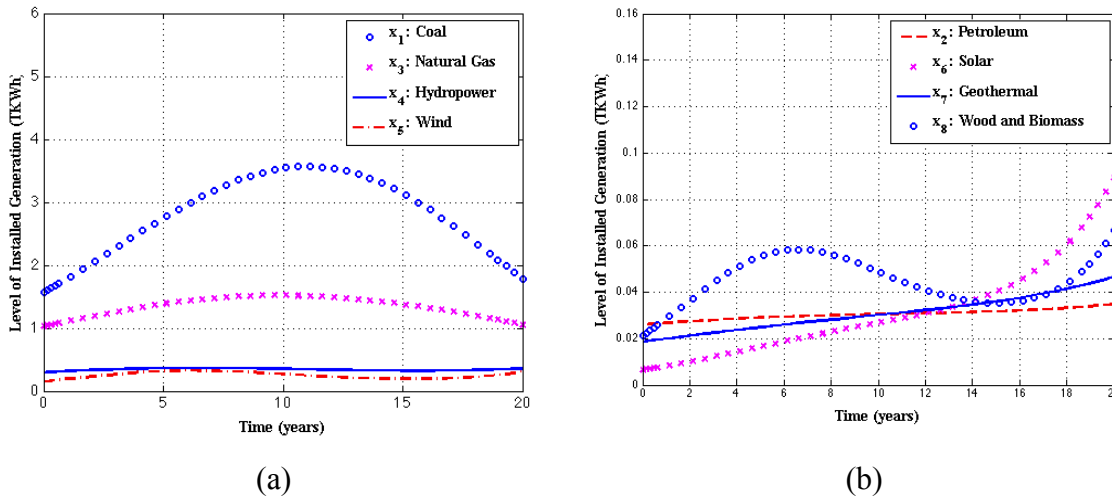 6
5
4
3
2
1
0
0
5
10
15
20
Level of Installed Generation (TKWh)
Time (years)
x1: Coal
x3: Natural Gas
x4: Hydropower
x5: Wind
(a)
0.16
0.14
0.12
0.1
0.08
0.06
0.04
0.02
0
0
2
4
6
8
10
12
14
16
18
2
Level of Installed Generation (TKWh)
Time (years)
x2: Petroleum
x6: Solar
x7: Geothermal
x8: Wood and Biomass
(b)